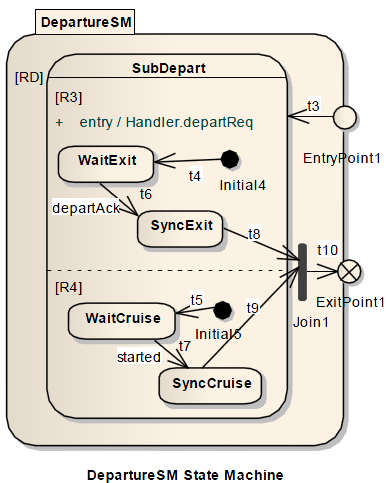 DepartureSM
[RD]
SubDepart
[R3]
+ entry / Handler.departReq
t3
EntryPoint1
WaitExit
t4
Initial4
t6
departAck
SyncExit
t8
t10
ExitPoint1
Join1
[R4]
t5
t9
WaitCruise
Initial5
t7
started
SyncCruise
DepartureSM State Machine